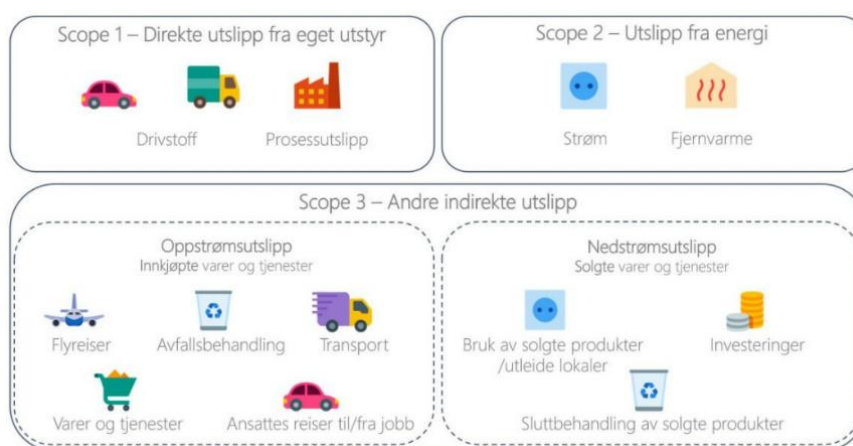 Scope 1 – Direkte utslipp fra eget utstyr
Drivstoff
Prosessutslipp
Scope 2 – Utslipp fra energi
Strøm
Fjernvarme
Scope 3 – Andre indirekte utslipp
Oppstrømsutslipp
Innkjøpte varer og tjenester
Flyreiser
Avfallsbehandling
Transport
Varer og tjenester
Ansattes reiser til/fra jobb
Nedstrømsutslipp
Solgte varer og tjenester
Bruk av solgte produkter
/utleide lokaler
Investeringer
Sluttbehandling av solgte produkter